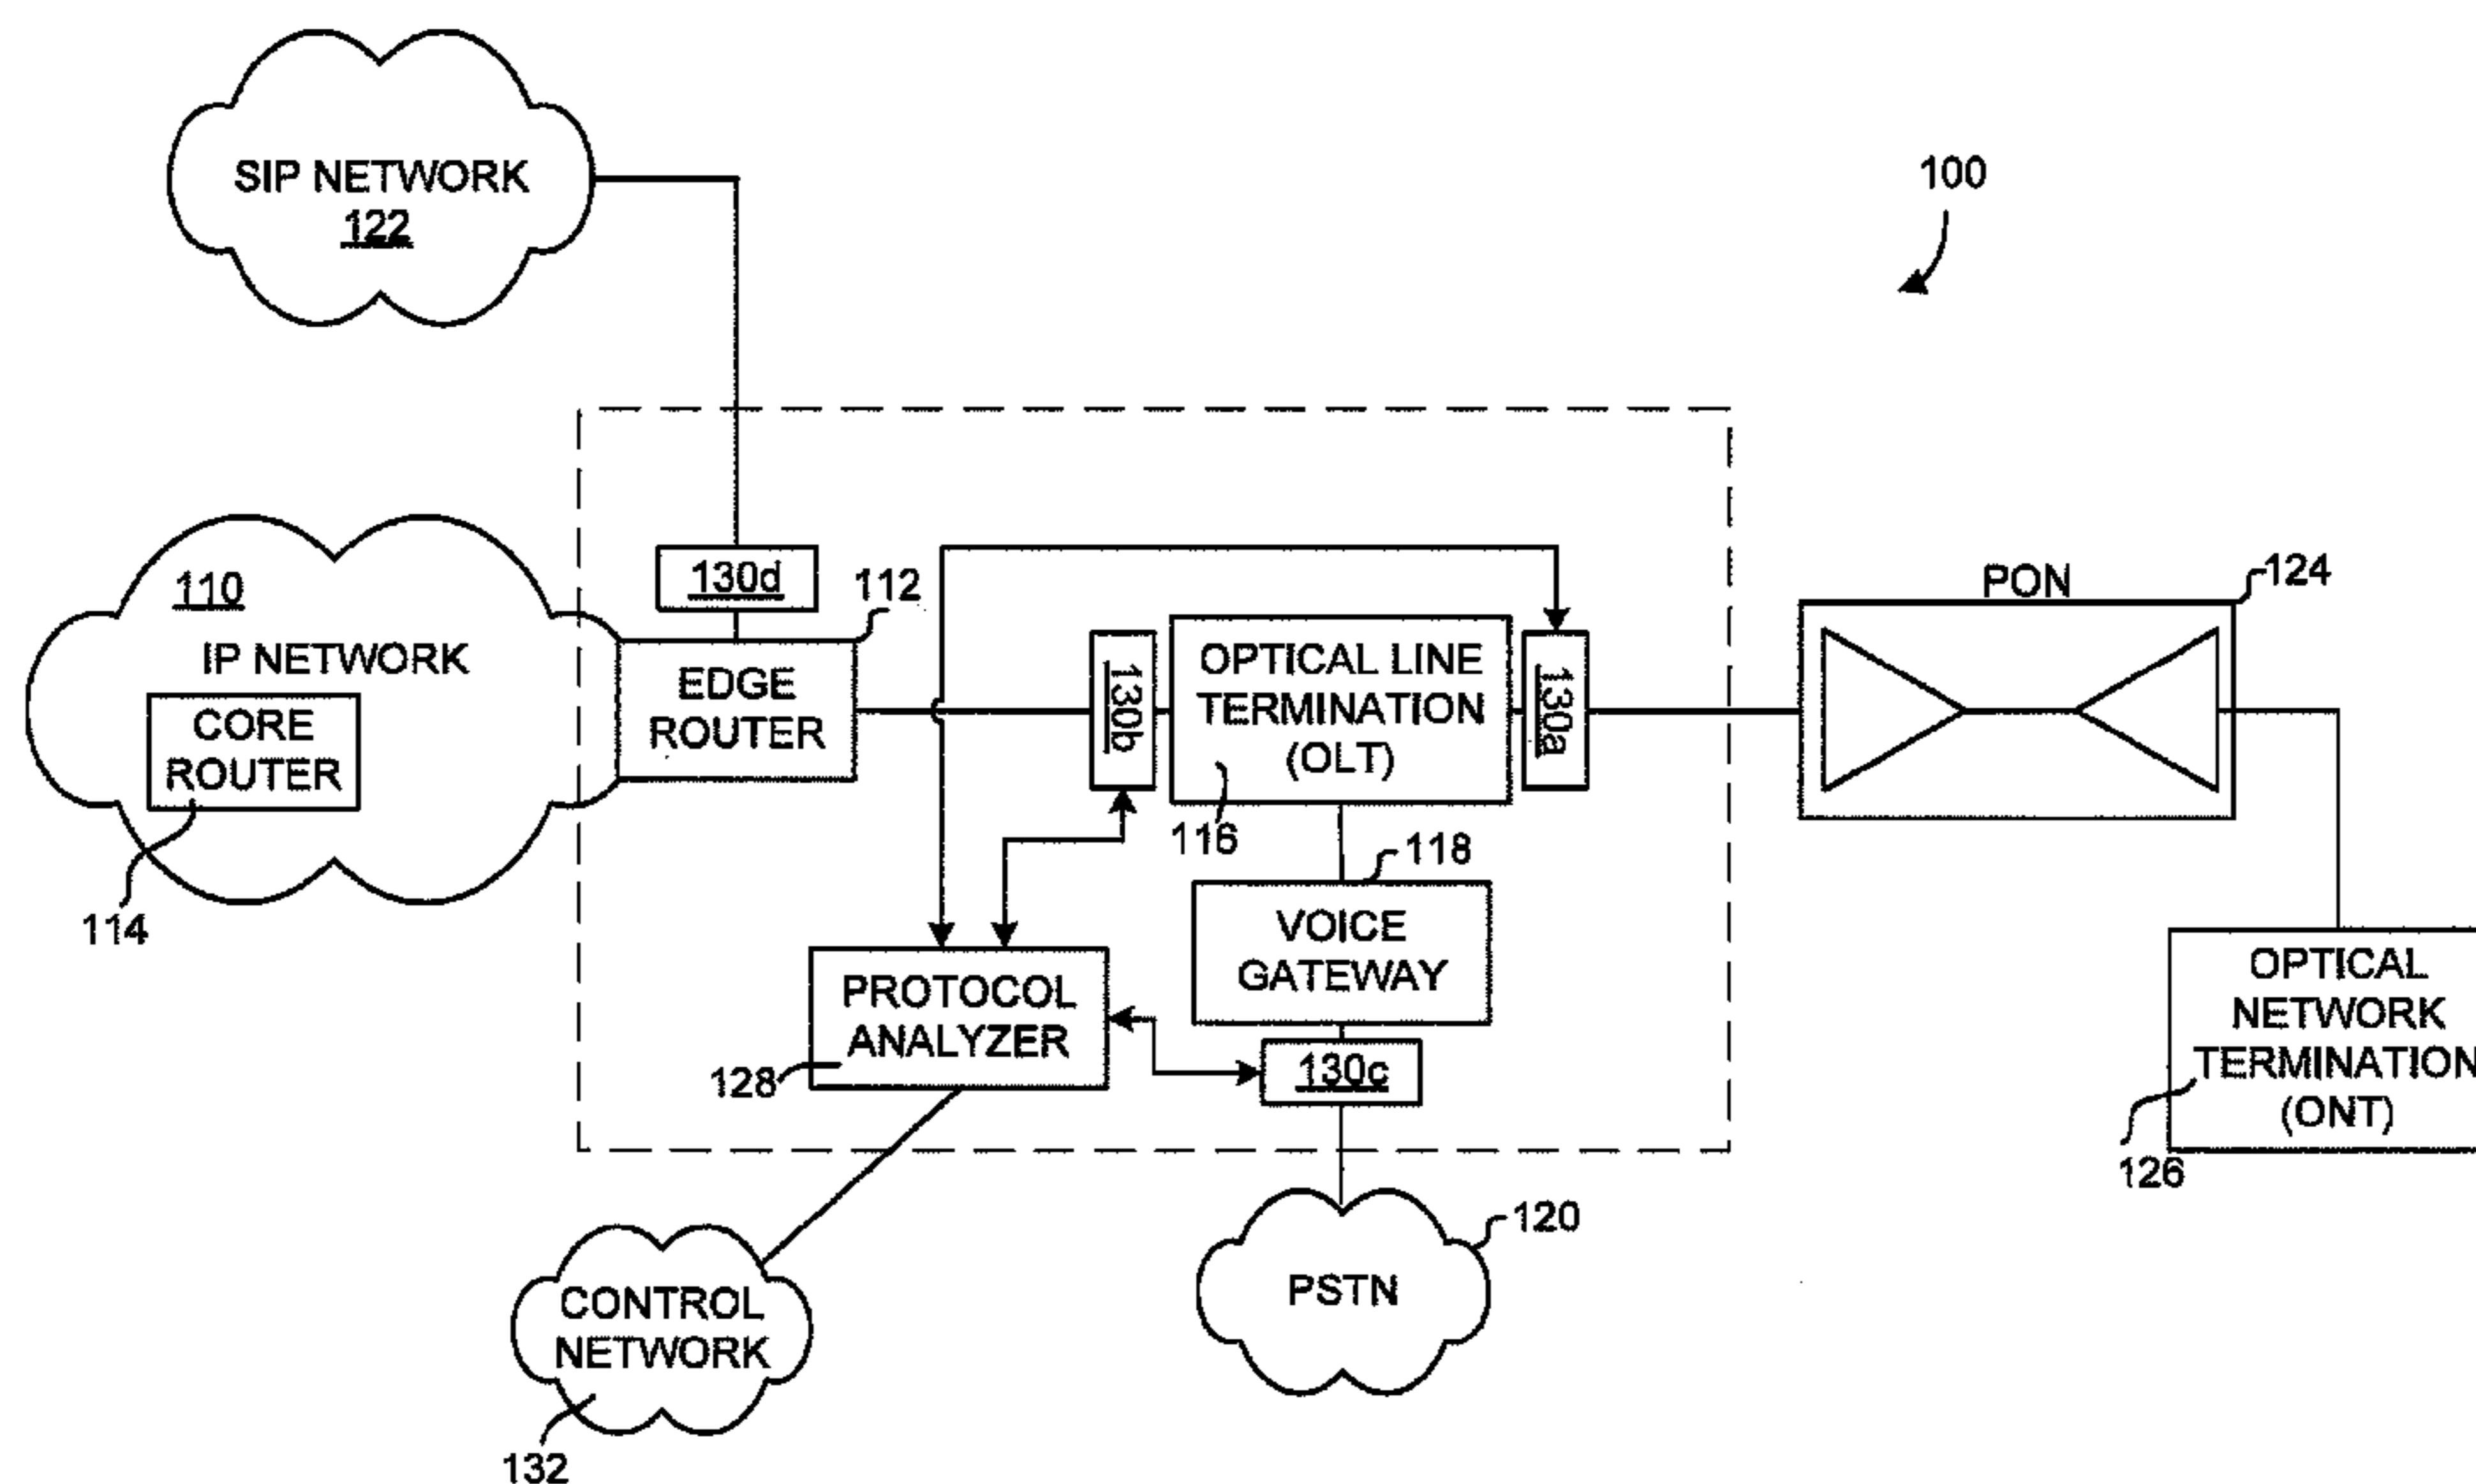 SIP NETWORK
122
100
110
IP NETWORK
CORE
ROUTER
114
130d
112
EDGE
ROUTER
130b
OPTICAL LINE
TERMINATION
(OLT)
116
130a
PON
124
118
VOICE
GATEWAY
PROTOCOL
ANALYZER
128
130c
OPTICAL
NETWORK
TERMINATION
(ONT)
126
120
PSTN
CONTROL
NETWORK
132